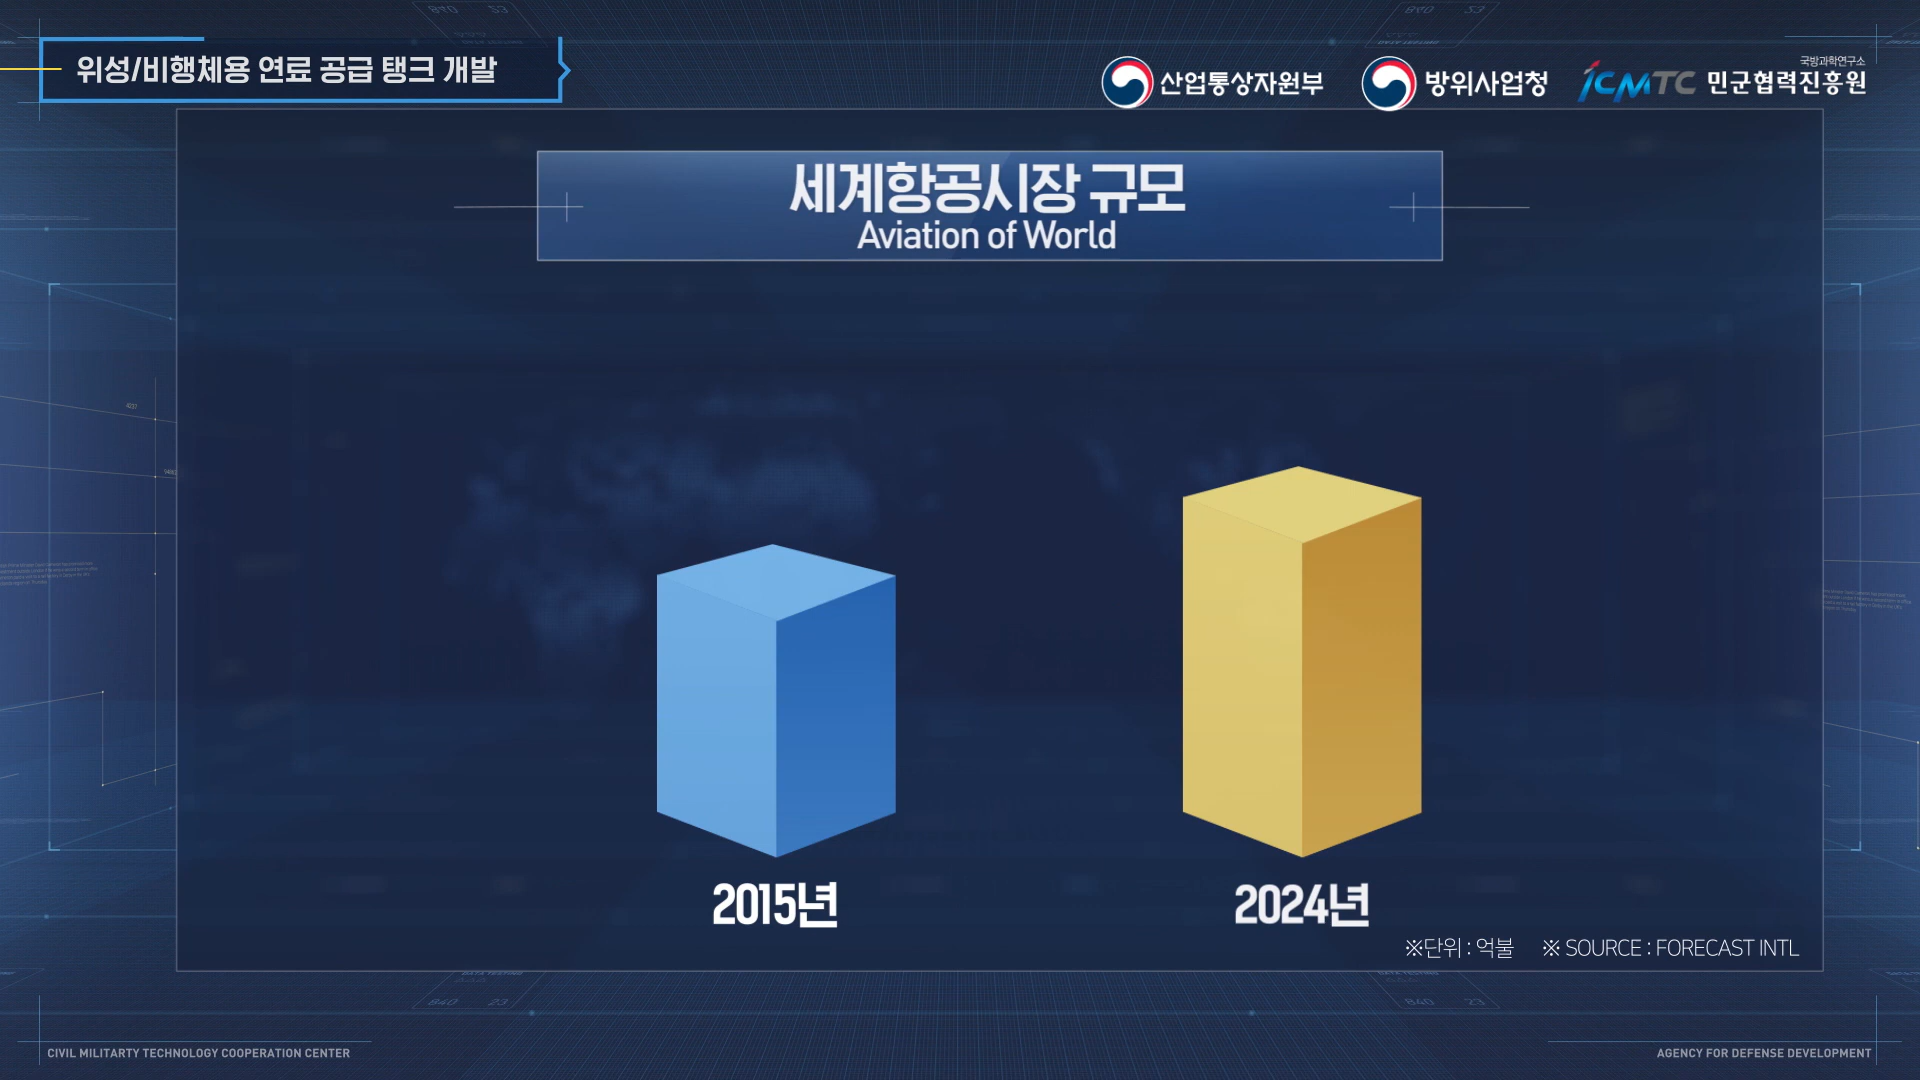 위성/비행체용 연료 공급 탱크 개발
산업통상자원부
방위사업청
국방과학연구소
iCMTC 민군협력진흥원
세계항공시장 규모
Aviation of World
2015년
2024년
※단위 : 억불 ※ SOURCE : FORECAST INTL
CIVIL MILITARTY TECHNOLOGY COOPERATION CENTER
AGENCY FOR DEFENSE DEVELOPMENT